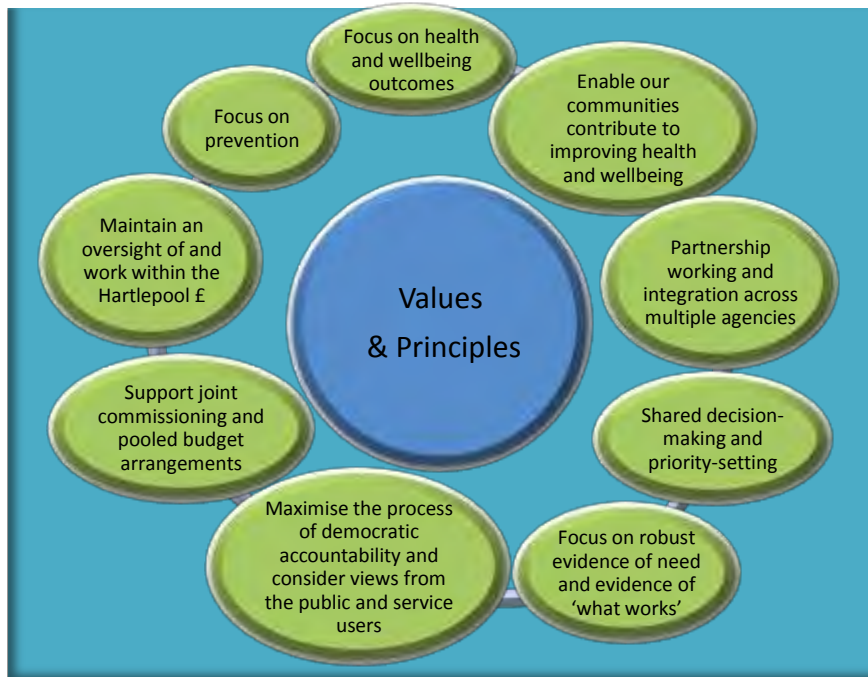 Focus on health
and wellbeing
outcomes
Enable our
communities
contribute to
improving health
and wellbeing
Partnership
working and
integration across
multiple agencies
Shared decision-
making and
priority-setting
Focus on robust
evidence of need
and evidence of
‘what works’
Maximise the process
of democratic
accountability and
consider views from
the public and service
users
Support joint
commissioning and
pooled budget
arrangements
Maintain an
oversight of and
work within the
Hartlepool £
Focus on
prevention
Values
& Principles